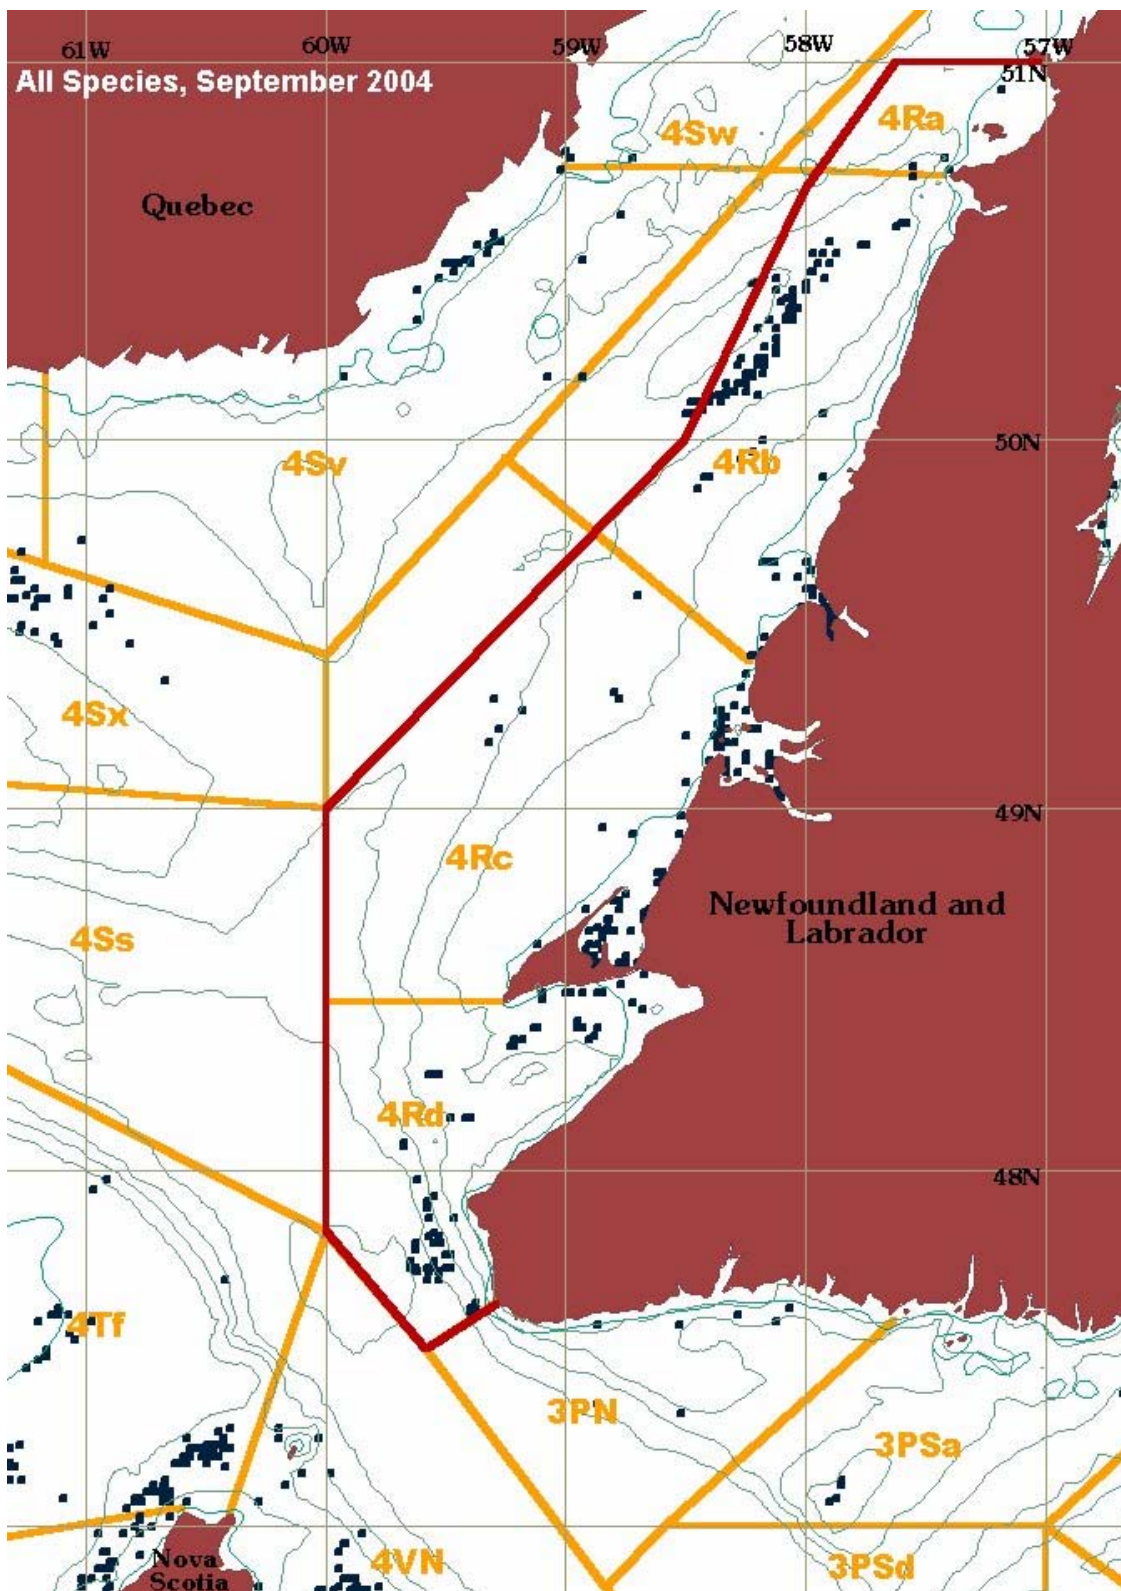 61W 60W 59W 58W 57W
51N
All Species, September 2004
4Ra
4Sw
Quebec
50N
4Sv
4Rb
4Sx
49N
4Rc
Newfoundland and
Labrador
4Ss
4Rd
48N
4Tf
3PN
3PSa
4VN
3PSd
Nova
Scotia